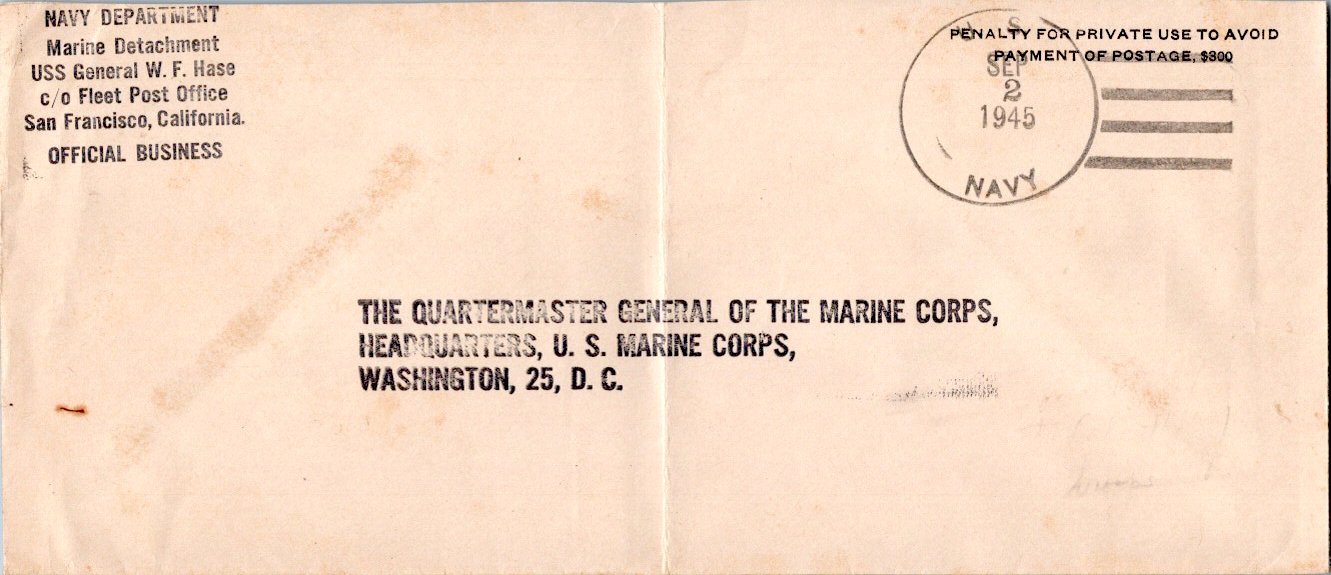 NAVY DEPARTMENT
Marine Detachment
USS General W. F. Hase
c/o Fleet Post Office
San Francisco, California.
OFFICIAL BUSINESS
U. S.
SEP
2
1945
NAVY
PENALTY FOR PRIVATE USE TO AVOID
PAYMENT OF POSTAGE, $300
THE QUARTERMASTER GENERAL OF THE MARINE CORPS,
HEADQUARTERS, U. S. MARINE CORPS,
WASHINGTON, 25, D. C.